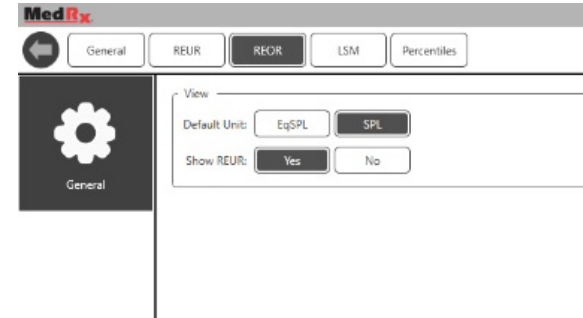 MedRx
General REUR REOR LSM Percentiles
View
Default Unit: EqSPL SPL
Show REUR: Yes No
General